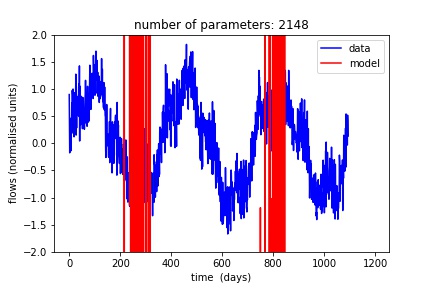 number of parameters: 2148
data
model
2.0
1.5
1.0
0.5
0.0
−0.5
−1.0
−1.5
−2.0
flows (normalised units)
0 200 400 600 800 1000 1200
time (days)